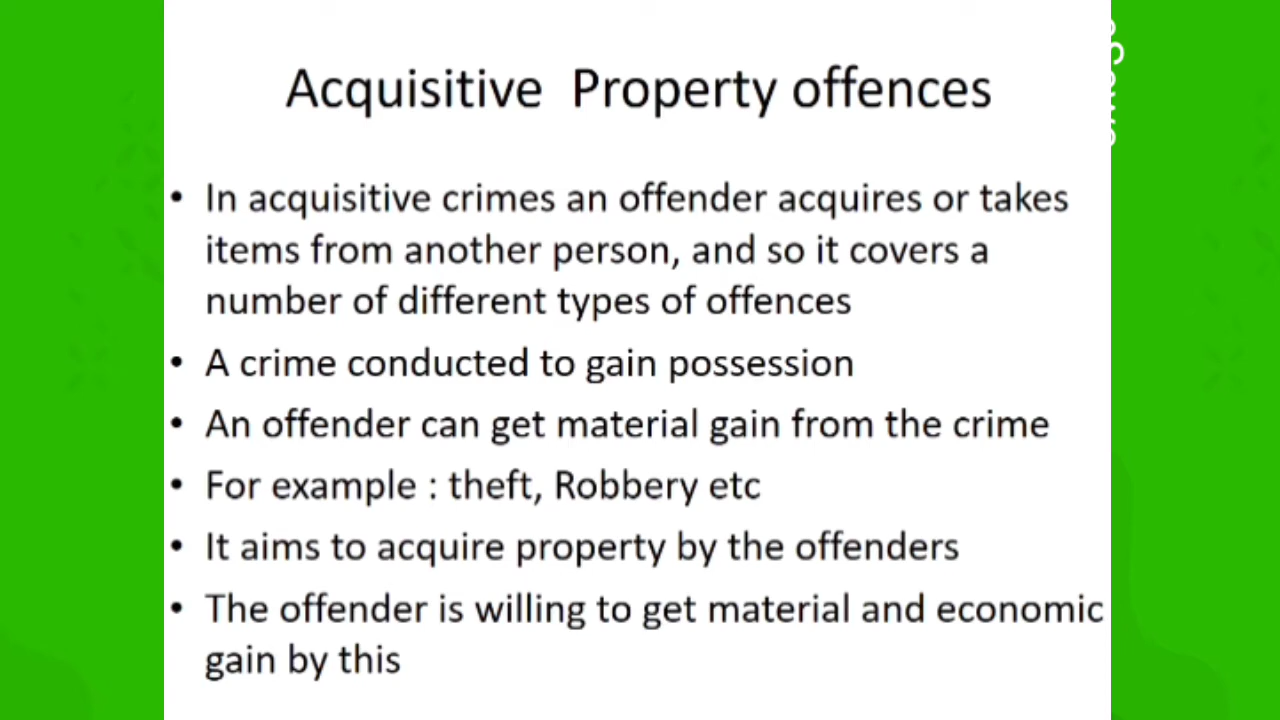 Acquisitive Property offences
• In acquisitive crimes an offender acquires or takes
items from another person, and so it covers a
number of different types of offences
• A crime conducted to gain possession
• An offender can get material gain from the crime
• For example : theft, Robbery etc
• It aims to acquire property by the offenders
• The offender is willing to get material and economic
gain by this